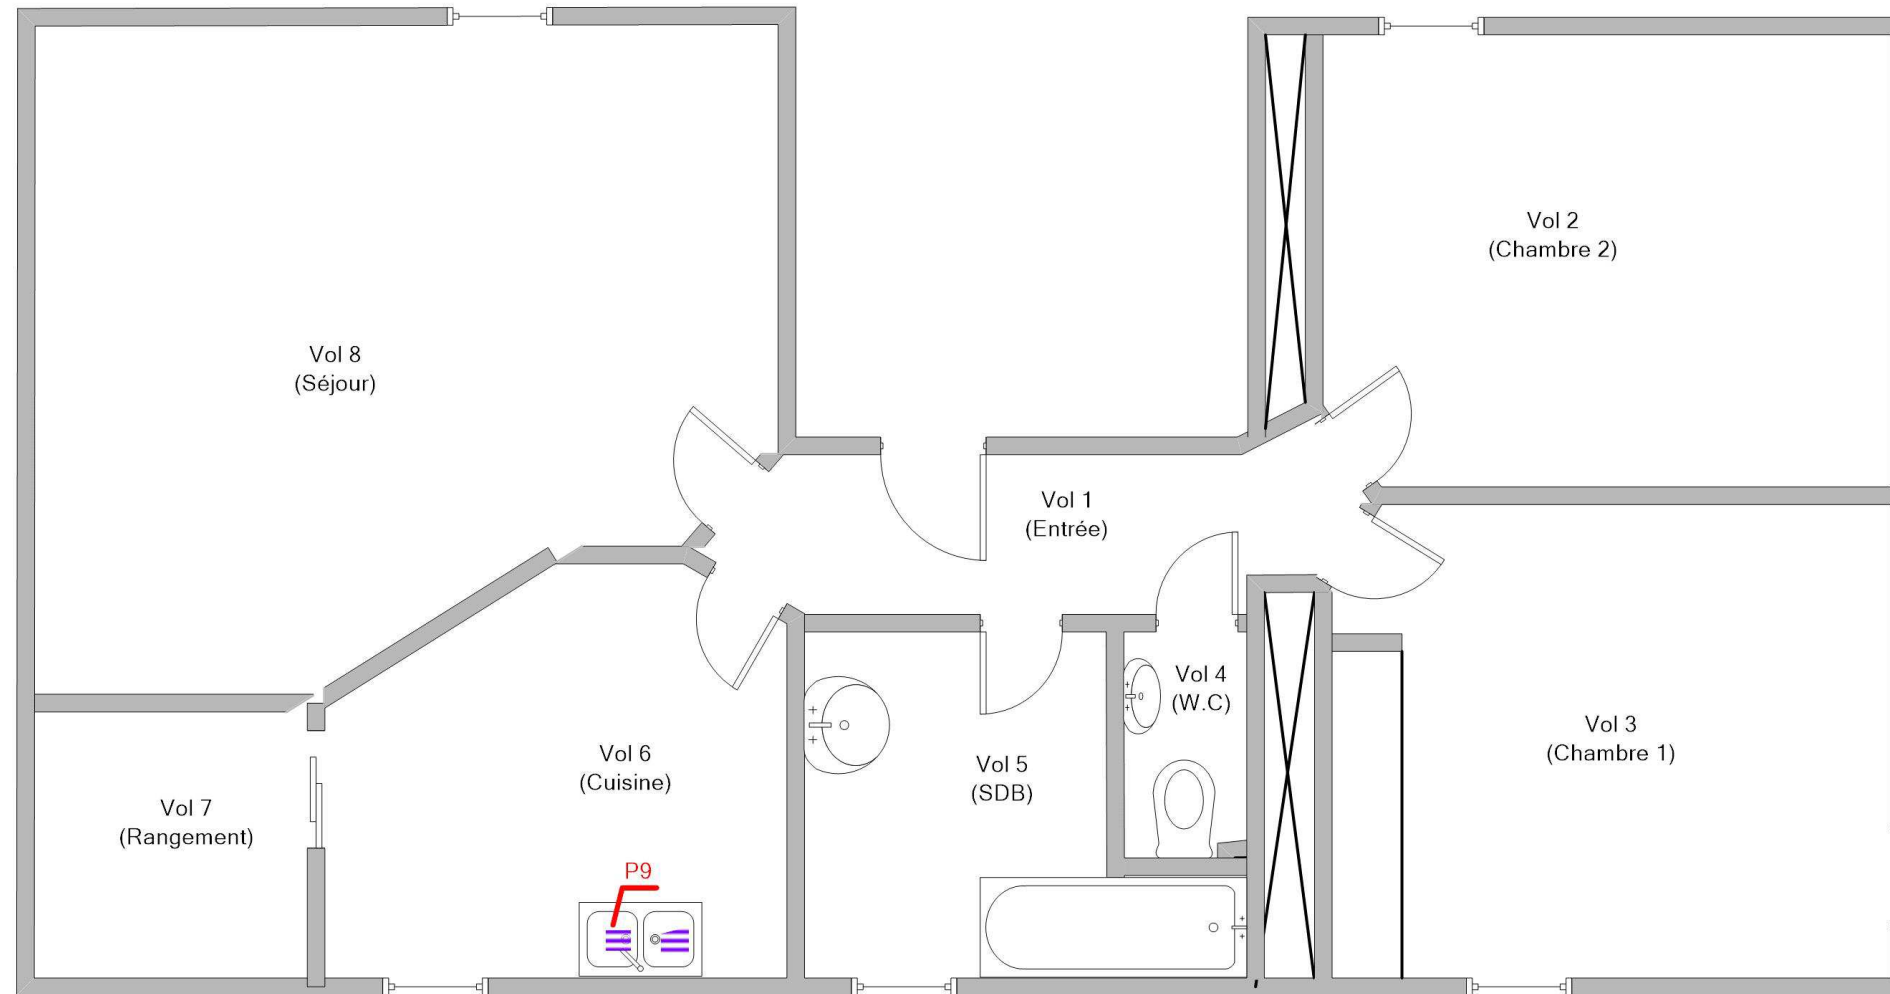 Vol 2
(Chambre 2)
Vol 8
(Séjour)
Vol 1
(Entrée)
Vol 4
(W.C)
Vol 3
(Chambre 1)
Vol 6
(Cuisine)
Vol 5
(SDB)
Vol 7
(Rangement)
P9